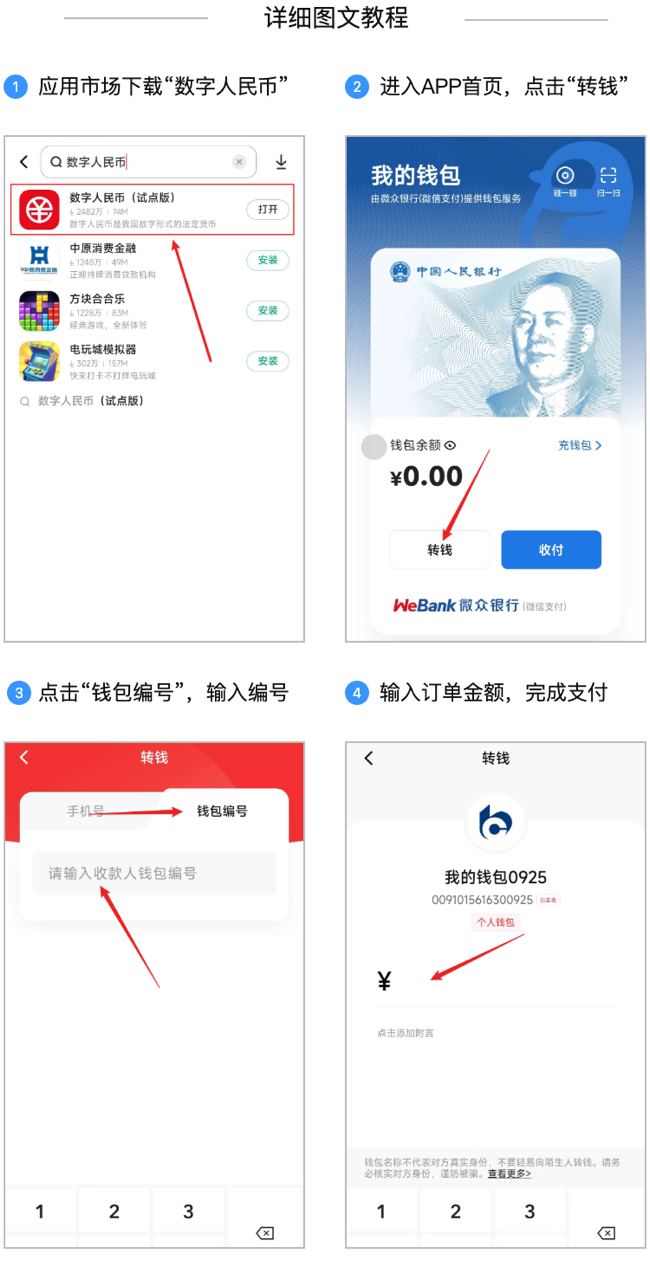 详细图文教程
1 应用市场下载“数字人民币”
2 进入APP首页，点击“转钱”
数字人民币
数字人民币（试点版）
2482万 | 74M
数字人民币是我国数字形式的法定货币
打开
中原消费金融
1248万 | 49M
正规持牌消费贷款机构
安装
方块合合乐
1228万 | 83M
经典游戏，全新体验
安装
电玩城模拟器
302万 | 157M
快来打卡不打烊电玩城
安装
数字人民币（试点版）
我的钱包
由微众银行(微信支付)提供钱包服务
碰一碰
扫一扫
中国人民银行
钱包余额
充钱包
¥0.00
转钱
收付
WeBank 微众银行 (微信支付)
3 点击“钱包编号”，输入编号
4 输入订单金额，完成支付
转钱
手机号
钱包编号
请输入收款人钱包编号
1 2 3
转钱
我的钱包0925
0091015616300925 已实名
个人钱包
¥
点击添加附言
钱包名称不代表对方真实身份，不要轻易向陌生人转钱。请务
必核实对方身份，谨防被骗。查看更多>
1 2 3